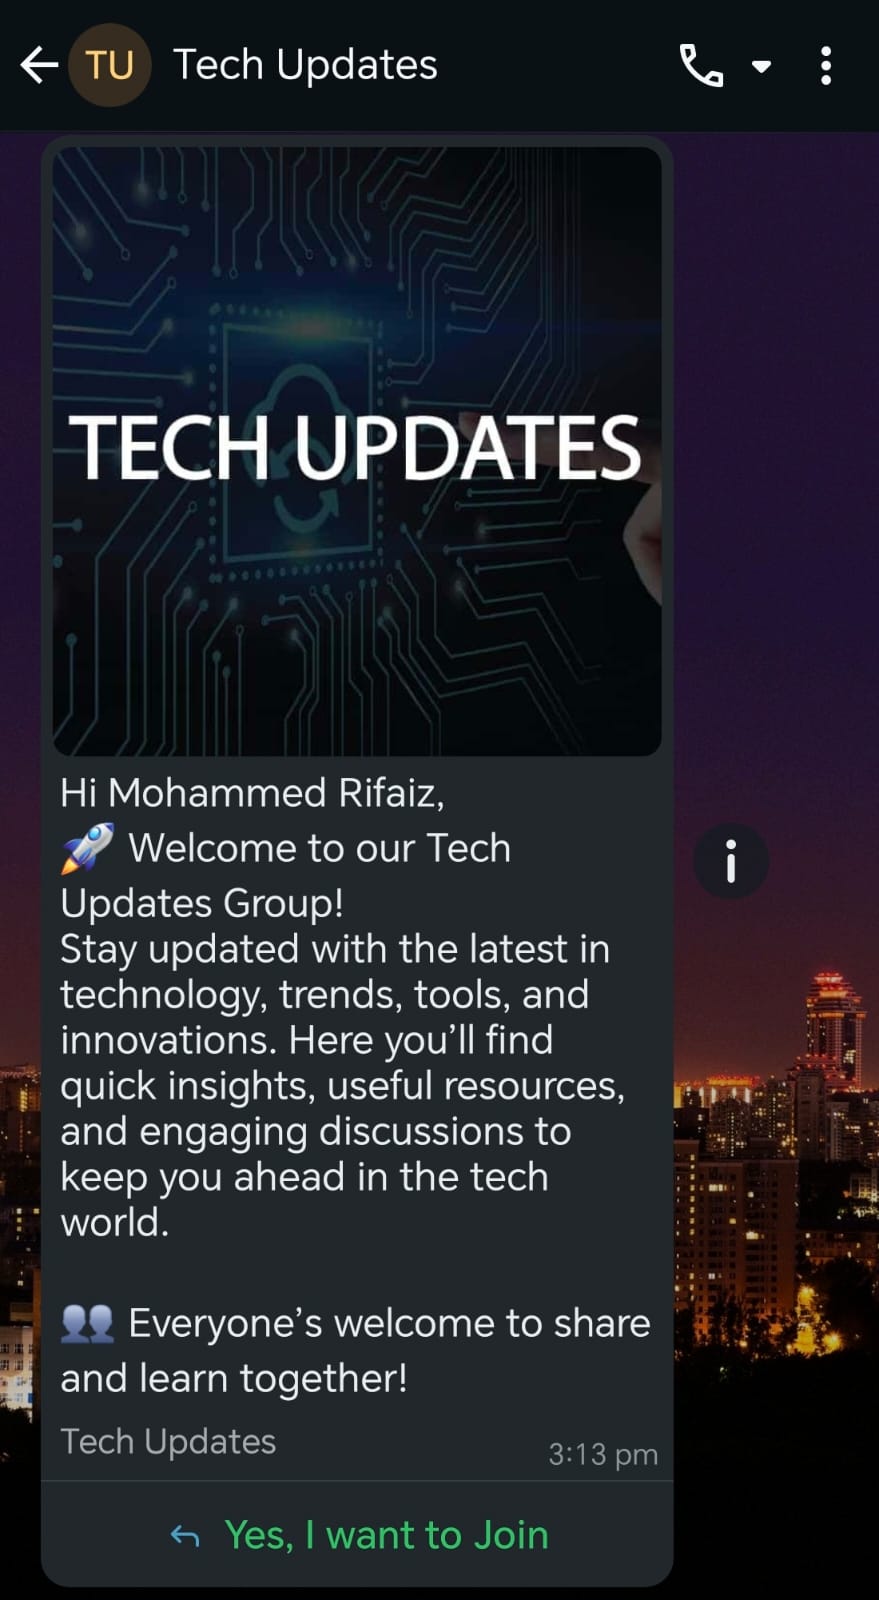 TU Tech Updates
TECH UPDATES
Hi Mohammed Rifaiz,
🚀 Welcome to our Tech
Updates Group!
Stay updated with the latest in
technology, trends, tools, and
innovations. Here you’ll find
quick insights, useful resources,
and engaging discussions to
keep you ahead in the tech
world.
👥 Everyone’s welcome to share
and learn together!
Tech Updates
3:13 pm
Yes, I want to Join